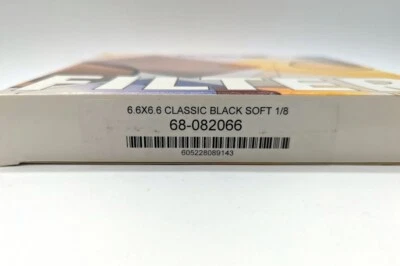 FILTER
6.6X6.6 CLASSIC BLACK SOFT 1/8
68-082066
605228089143